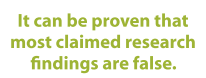 It can be proven that
most claimed research
findings are false.